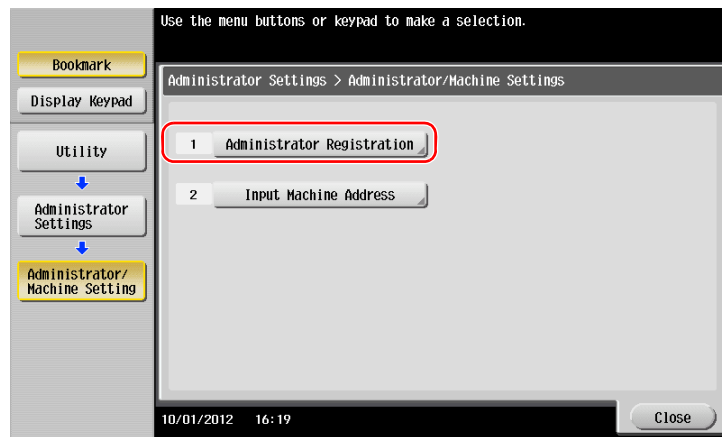 Use the menu buttons or keypad to make a selection.
Bookmark
Display Keypad
Utility
Administrator
Settings
Administrator/
Machine Setting
Administrator Settings > Administrator/Machine Settings
1 Administrator Registration
2 Input Machine Address
10/01/2012 16:19
Close